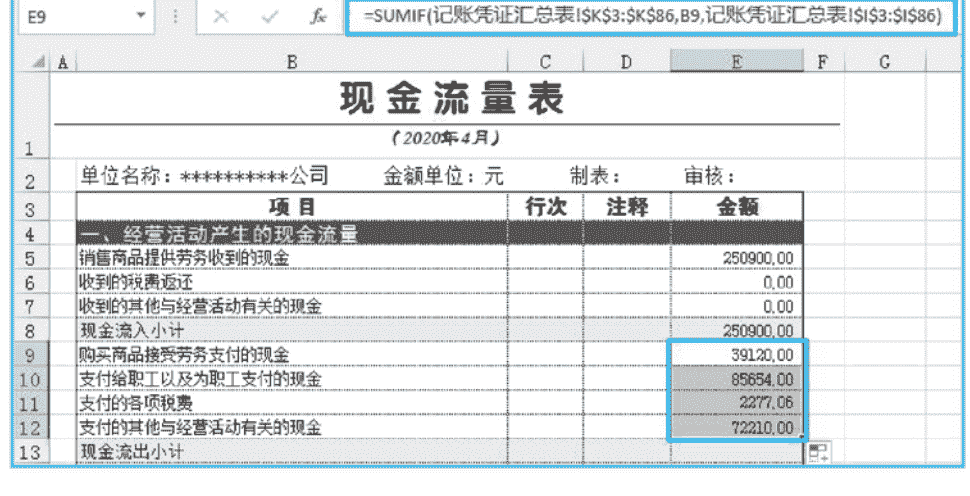 E9 fx =SUMIF(记账凭证汇总表!$K$3:$K$86,B9,记账凭证汇总表!$I$3:$I$86)
A B C D E F G
现金流量表
1 （2020年4月）
2 单位名称：**********公司 金额单位：元 制表： 审核：
3 项目 行次 注释 金额
4 一、经营活动产生的现金流量
5 销售商品提供劳务收到的现金 250900.00
6 收到的税费返还 0.00
7 收到的其他与经营活动有关的现金 0.00
8 现金流入小计 250900.00
9 购买商品接受劳务支付的现金 39120.00
10 支付给职工以及为职工支付的现金 85654.00
11 支付的各项税费 2277.06
12 支付的其他与经营活动有关的现金 72210.00
13 现金流出小计